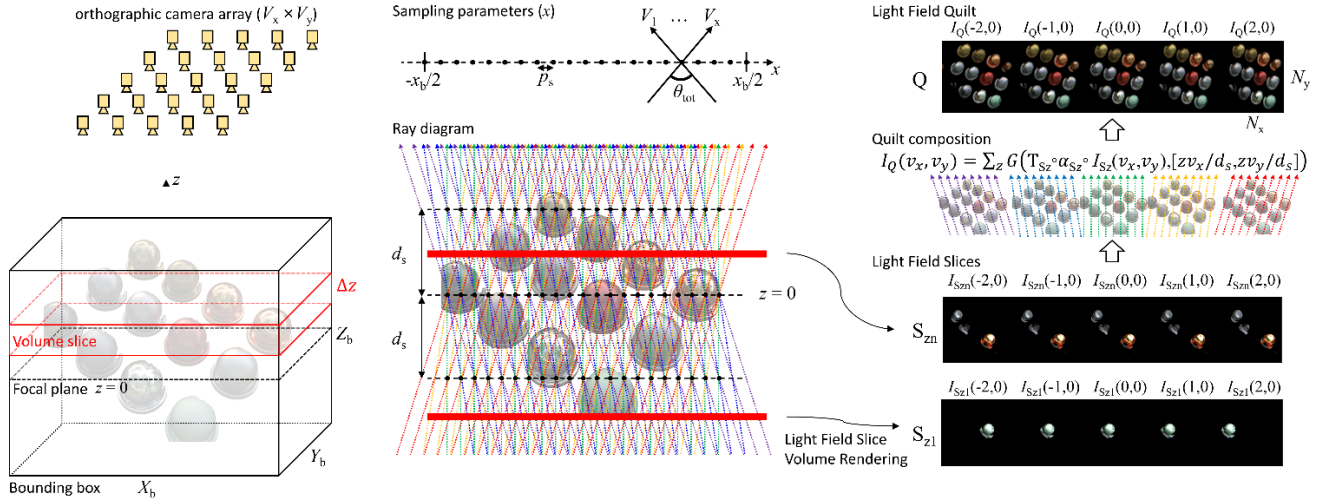 orthographic camera array (Vx × Vy)
z
Δz
Volume slice
Zb
Focal plane z = 0
Yb
Bounding box
Xb
Sampling parameters (x)
V1 … Vx
-xb/2
ps
θtot
xb/2
x
Ray diagram
ds
z = 0
ds
Light Field Slice
Volume Rendering
Light Field Quilt
IQ(-2,0) IQ(-1,0) IQ(0,0) IQ(1,0) IQ(2,0)
Q
Ny
Nx
Quilt composition
IQ(vx,vy) = ∑z G(TSz∘αSz∘ISz(vx,vy).[zvx/ds,zvy/ds])
Light Field Slices
ISzn(-2,0) ISzn(-1,0) ISzn(0,0) ISzn(1,0) ISzn(2,0)
Szn
ISz1(-2,0) ISz1(-1,0) ISz1(0,0) ISz1(1,0) ISz1(2,0)
Sz1